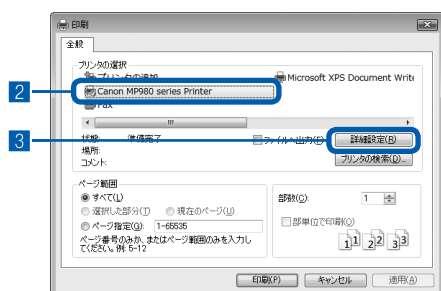 印刷
全般
プリンタの選択
プリンタの追加
Microsoft XPS Document Write
2
Canon MP980 series Printer
Fax
3
状態: 準備完了
ファイルへ出力(F)
詳細設定(R)
場所:
コメント:
プリンタの検索(D)...
ページ範囲
すべて(L)
選択した部分(T)
現在のページ(U)
ページ指定(G): 1-65535
ページ番号のみか、またはページ範囲のみを入力し
てください。例: 5-12
部数(C): 1
部単位で印刷(O)
11 22 33
印刷(P)
キャンセル
適用(A)